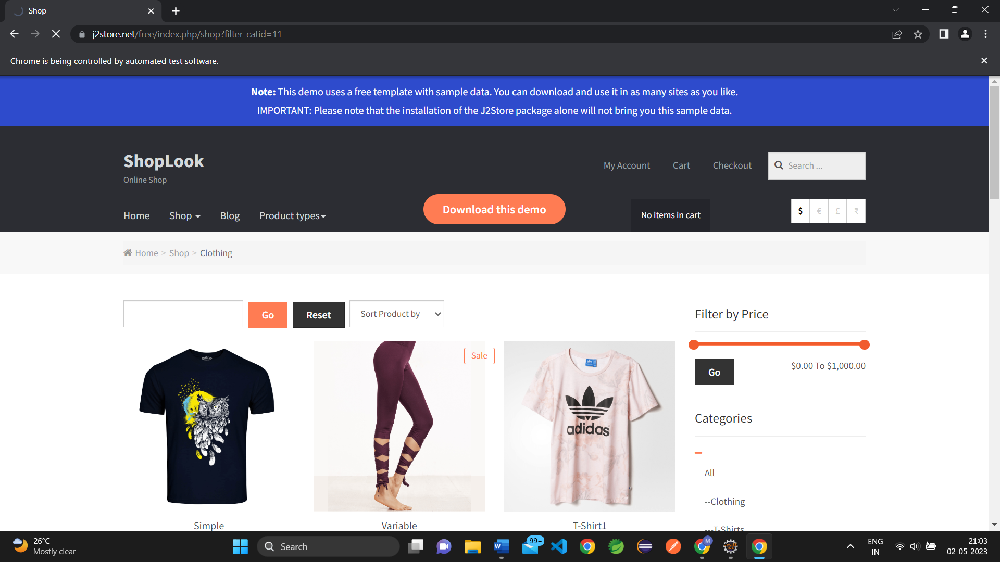 Shop
j2store.net/free/index.php/shop?filter_catid=11
Chrome is being controlled by automated test software.
Note: This demo uses a free template with sample data. You can download and use it in as many sites as you like.
IMPORTANT: Please note that the installation of the J2Store package alone will not bring you this sample data.
ShopLook
Online Shop
My Account Cart Checkout Search ...
Home Shop Blog Product types
Download this demo
No items in cart
$ € £ ₹
Home > Shop > Clothing
Go Reset Sort Product by
Filter by Price
Go $0.00 To $1,000.00
Sale
adidas
Categories
All
--Clothing
---T-Shirts
Simple Variable T-Shirt1
26°C
Mostly clear
Search
99+
M
ENG
IN
21:03
02-05-2023